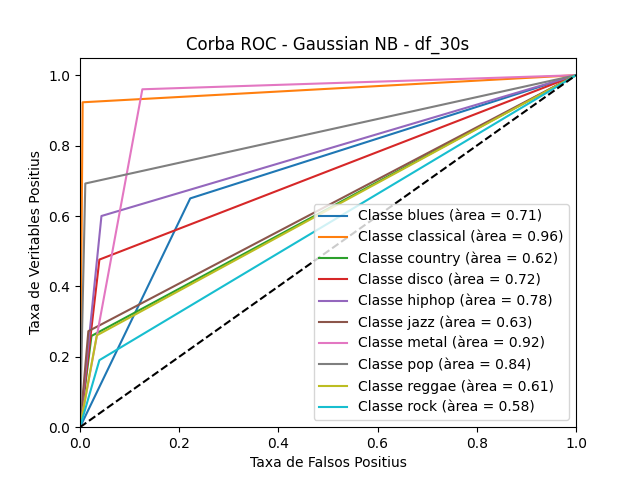 Corba ROC - Gaussian NB - df_30s
Taxa de Veritables Positius
1.0
0.8
0.6
0.4
0.2
0.0
Classe blues (àrea = 0.71)
Classe classical (àrea = 0.96)
Classe country (àrea = 0.62)
Classe disco (àrea = 0.72)
Classe hiphop (àrea = 0.78)
Classe jazz (àrea = 0.63)
Classe metal (àrea = 0.92)
Classe pop (àrea = 0.84)
Classe reggae (àrea = 0.61)
Classe rock (àrea = 0.58)
0.0 0.2 0.4 0.6 0.8 1.0
Taxa de Falsos Positius